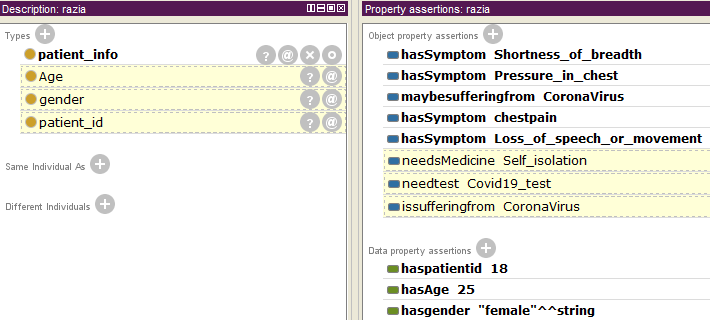 Description: razia
Types
patient_info
Age
gender
patient_id
Same Individual As
Different Individuals
Property assertions: razia
Object property assertions
hasSymptom Shortness_of_breadth
hasSymptom Pressure_in_chest
maybesufferingfrom CoronaVirus
hasSymptom chestpain
hasSymptom Loss_of_speech_or_movement
needsMedicine Self_isolation
needtest Covid19_test
issufferingfrom CoronaVirus
Data property assertions
haspatientid 18
hasAge 25
hasgender "female"^^string